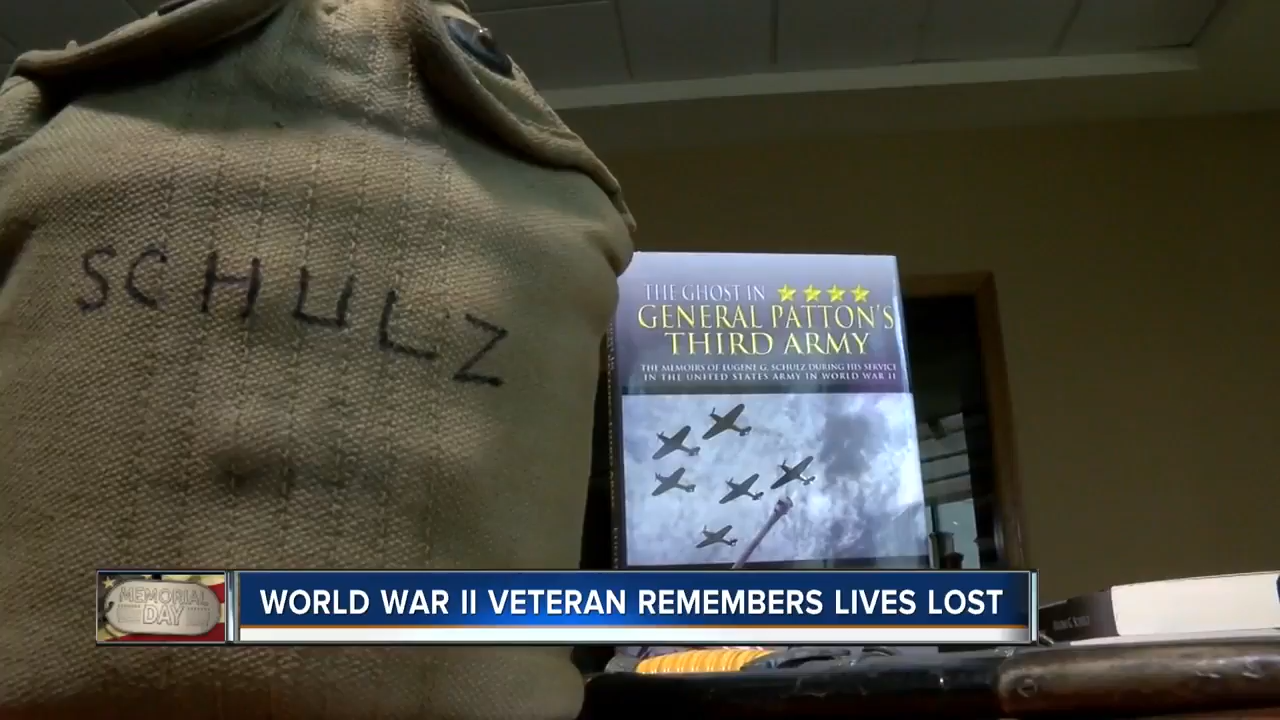 SCHULZ
THE GHOST IN
GENERAL PATTON'S
THIRD ARMY
THE MEMOIRS OF EUGENE G. SCHULZ DURING HIS SERVICE
IN THE UNITED STATES ARMY IN WORLD WAR II
MEMORIAL
DAY
WORLD WAR II VETERAN REMEMBERS LIVES LOST